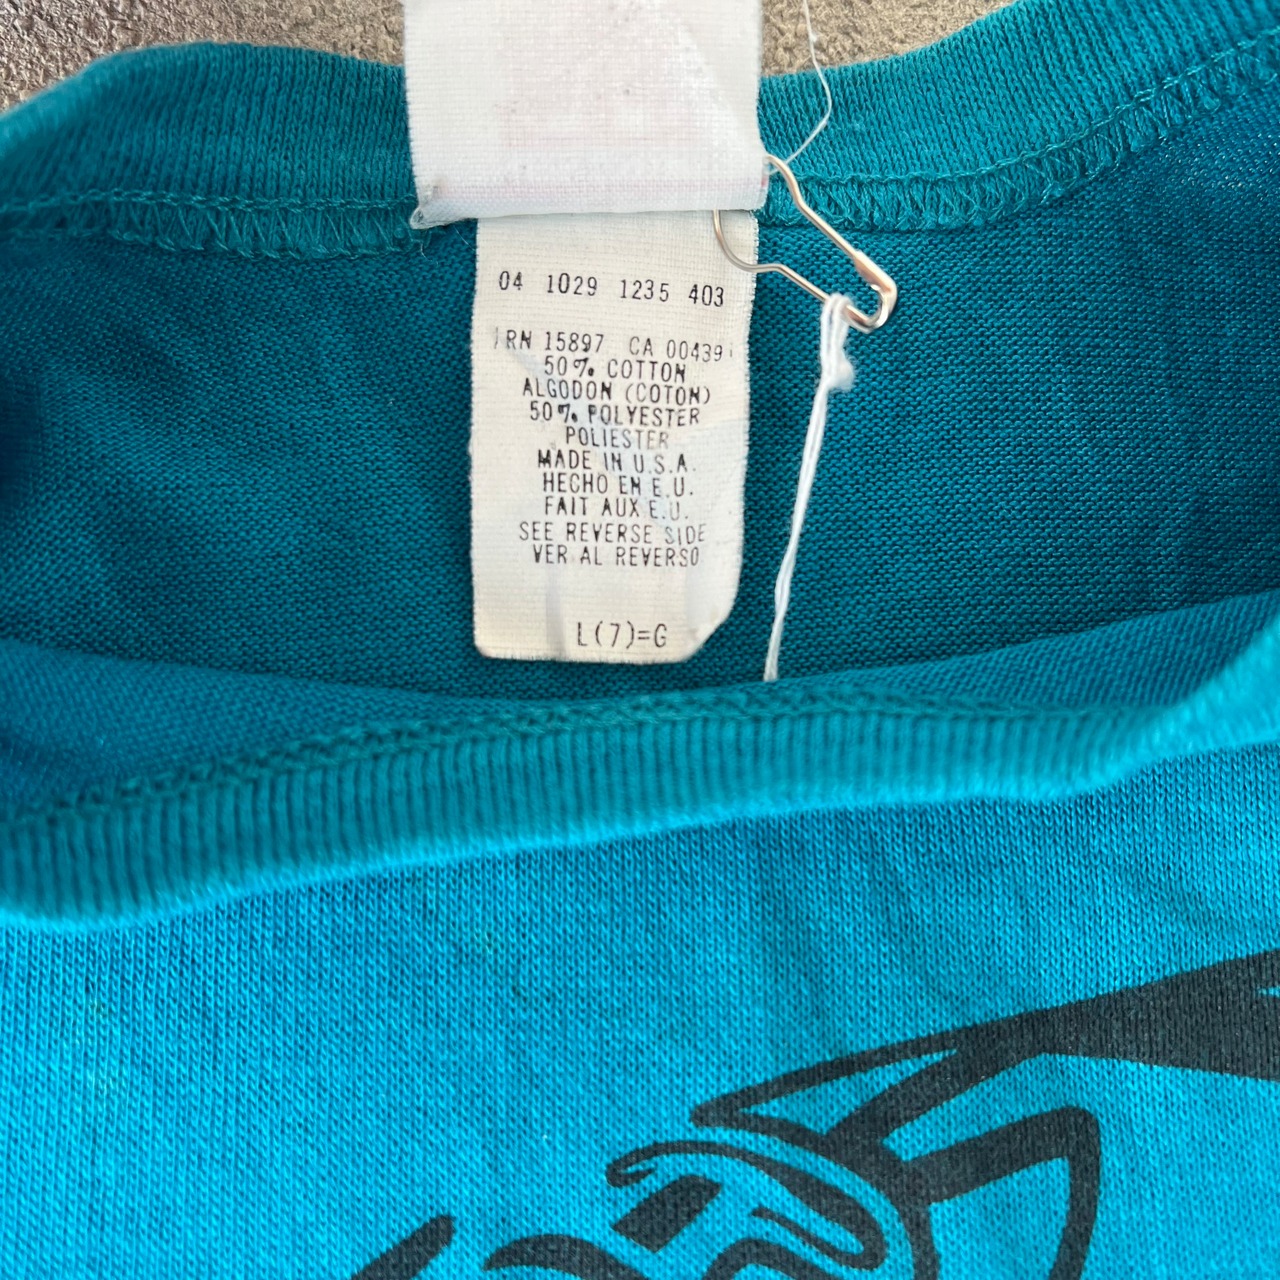 04 1029 1235 403
RN 15897 CA 00439
50% COTTON
ALGODON (COTON)
50% POLYESTER
POLIESTER
MADE IN U.S.A.
HECHO EN E.U.
FAIT AUX E.U.
SEE REVERSE SIDE
VER AL REVERSO
L(7)=G